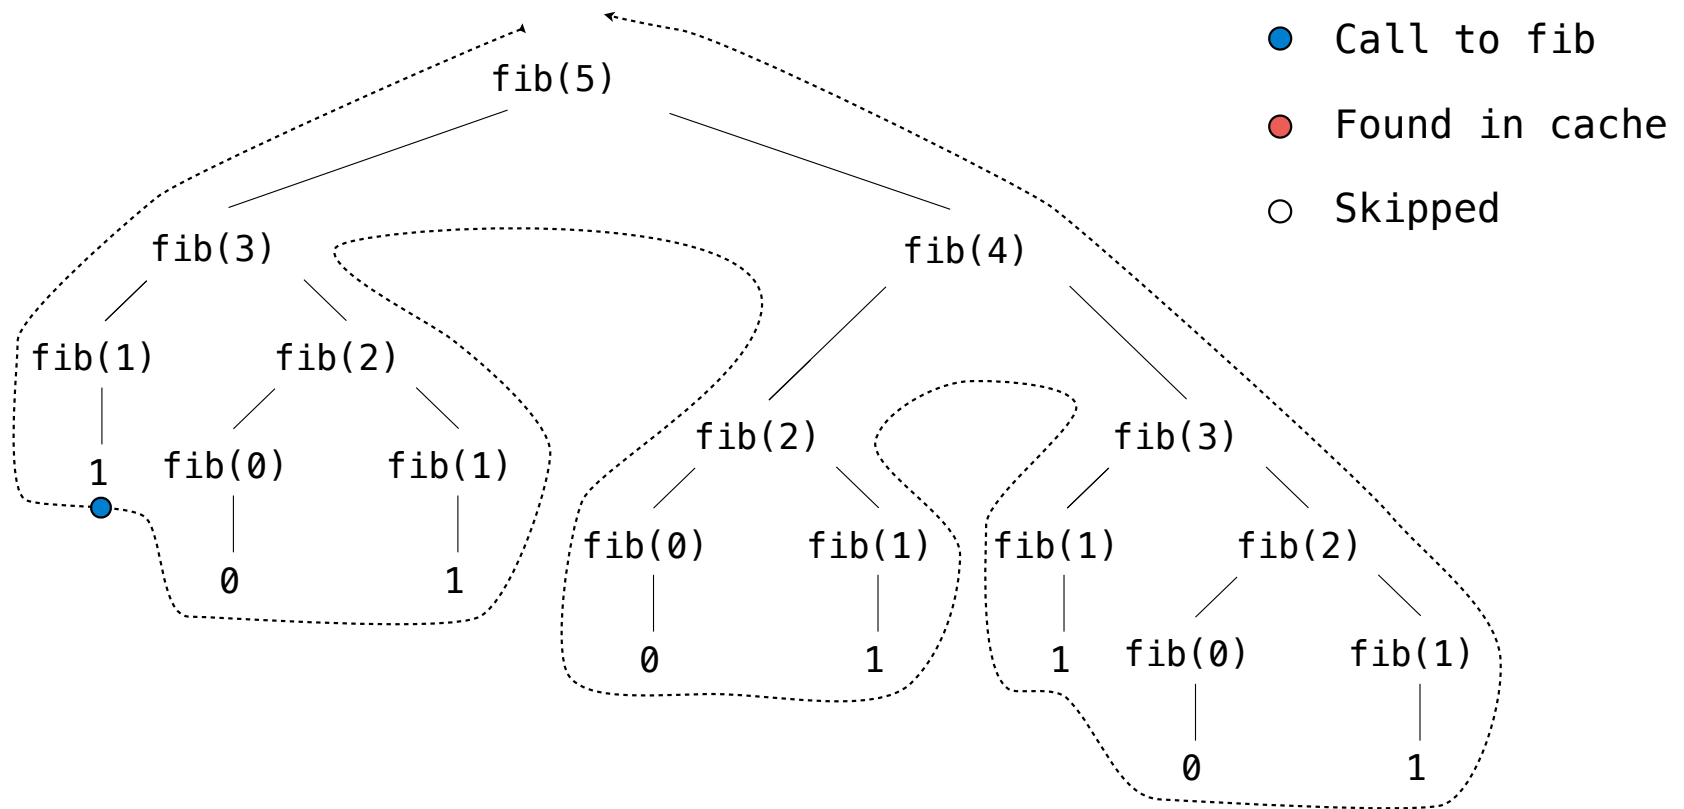 fib(5)
Call to fib
Found in cache
Skipped
fib(3)
fib(4)
fib(1)
fib(2)
fib(2)
fib(3)
1
fib(0)
fib(1)
fib(0)
fib(1)
fib(1)
fib(2)
0
1
0
1
1
fib(0)
fib(1)
0
1